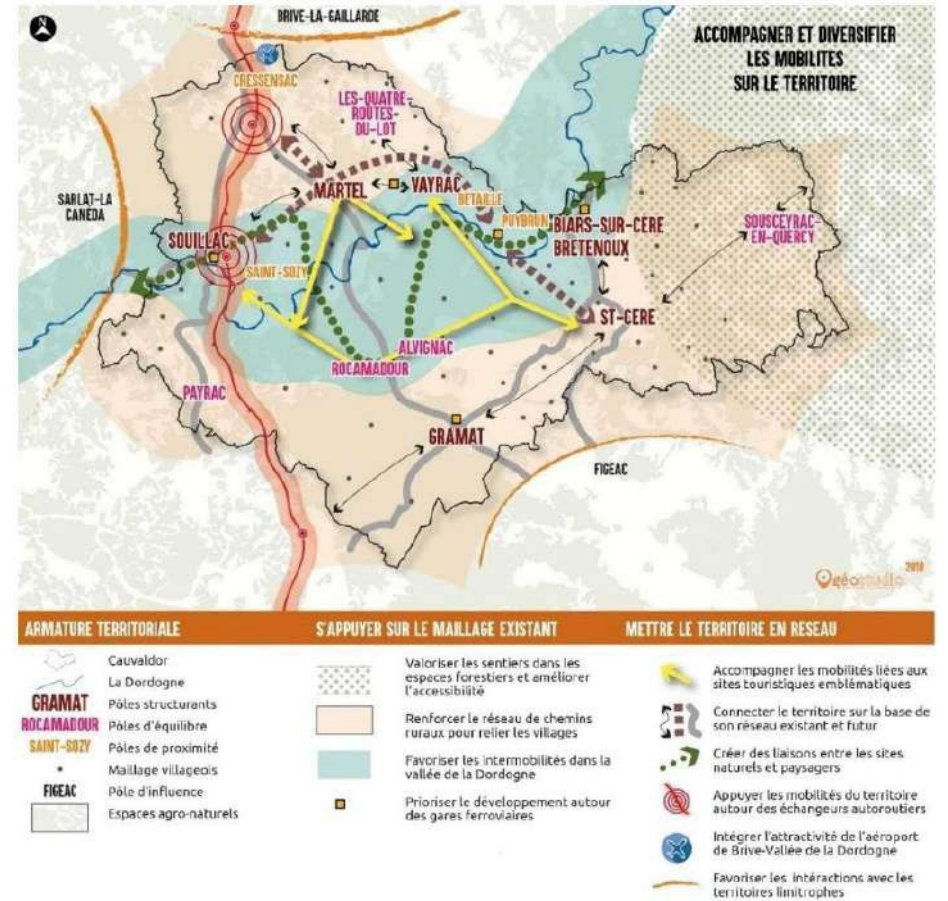 N
BRIVE-LA-GAILLARDE
ACCOMPAGNER ET DIVERSIFIER
LES MOBILITES
SUR LE TERRITOIRE
CRESSENSAC
LES-QUATRE-
ROUTES-
DU-LOT
SARLAT-LA
CANEDA
MARTEL
VAYRAC
BETAILLE
PUYBRUN
BIARS-SUR-CERE
BRETENOUX
SOUSCEYRAC-
EN-QUERCY
SOUILLAC
SAINT-SOZY
ST-CERE
ALVIGNAC
ROCAMADOUR
PAYRAC
GRAMAT
FIGEAC
géostudio 2018
ARMATURE TERRITORIALE
Cauvaldor
La Dordogne
GRAMAT Pôles structurants
ROCAMADOUR Pôles d'équilibre
SAINT-SOZY Pôles de proximité
Maillage villageois
FIGEAC Pôle d'influence
Espaces agro-naturels
S'APPUYER SUR LE MAILLAGE EXISTANT
Valoriser les sentiers dans les
espaces forestiers et améliorer
l'accessibilité
Renforcer le réseau de chemins
ruraux pour relier les villages
Favoriser les intermobilités dans la
vallée de la Dordogne
Prioriser le développement autour
des gares ferroviaires
METTRE LE TERRITOIRE EN RESEAU
Accompagner les mobilités liées aux
sites touristiques emblématiques
Connecter le territoire sur la base de
son réseau existant et futur
Créer des liaisons entre les sites
naturels et paysagers
Appuyer les mobilités du territoire
autour des échangeurs autoroutiers
Intégrer l'attractivité de l'aéroport
de Brive-Vallée de la Dordogne
Favoriser les intéractions avec les
territoires limitrophes